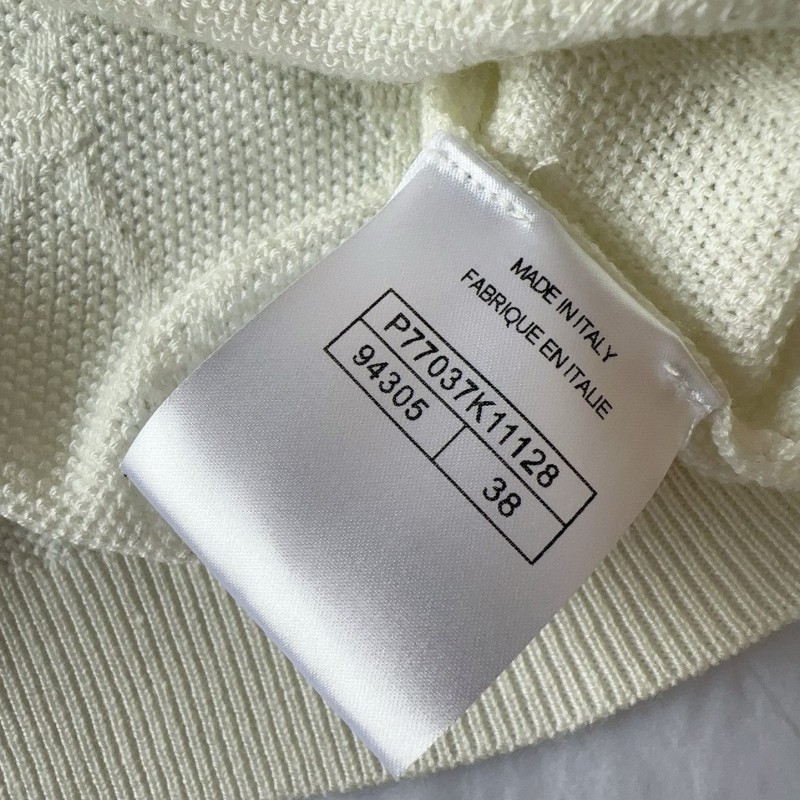 MADE IN ITALY
FABRIQUE EN ITALIE
P77037K11128
94305 38